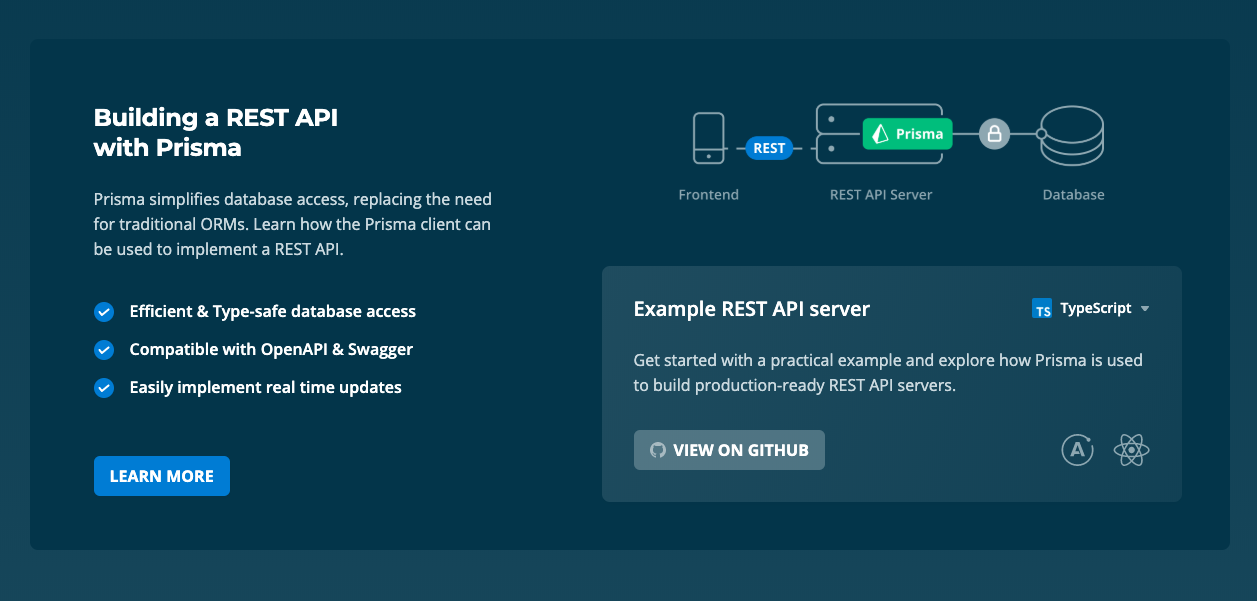 Building a REST API
with Prisma
Prisma simplifies database access, replacing the need
for traditional ORMs. Learn how the Prisma client can
be used to implement a REST API.
Efficient & Type-safe database access
Compatible with OpenAPI & Swagger
Easily implement real time updates
LEARN MORE
REST
Prisma
Frontend
REST API Server
Database
Example REST API server
TS TypeScript
Get started with a practical example and explore how Prisma is used
to build production-ready REST API servers.
VIEW ON GITHUB
A